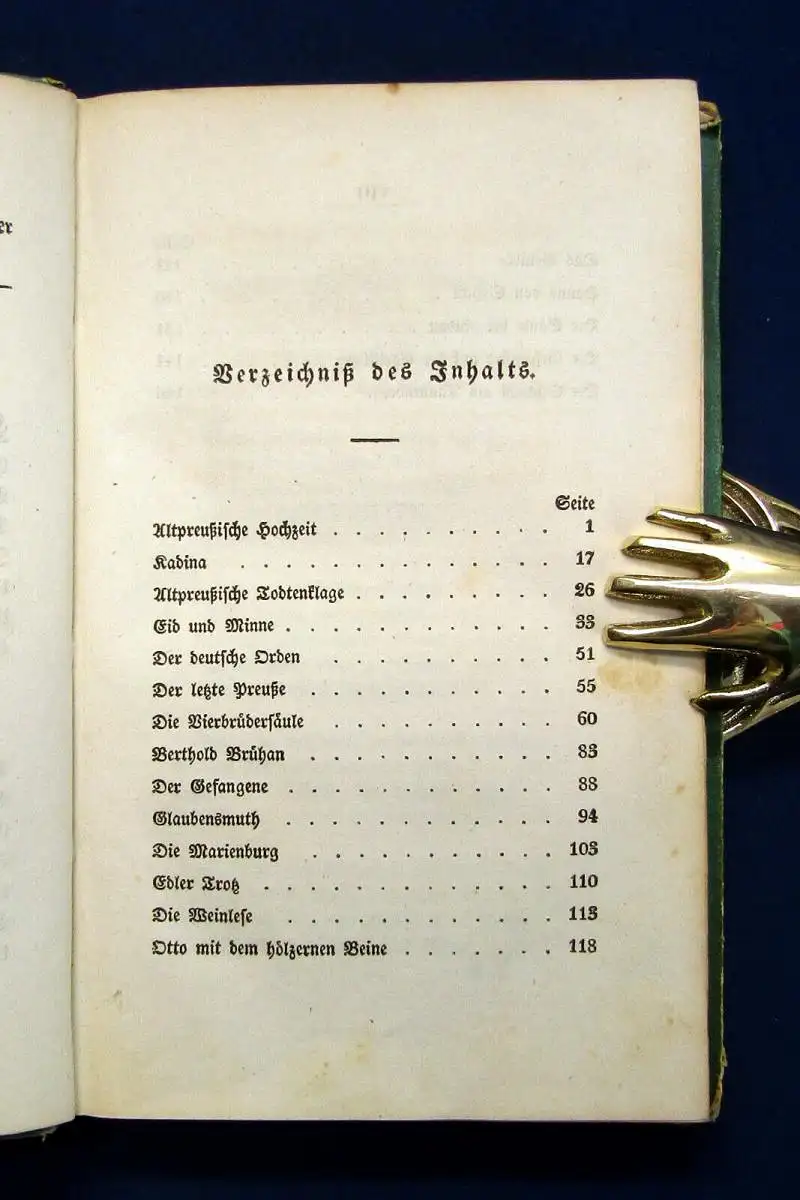 er
Verzeichniß des Inhalts.
Seite
Altpreußische Hochzeit . . . . . . . . . . 1
Kadina . . . . . . . . . . . . . . 17
Altpreußische Todtenklage . . . . . . . . . 26
Eid und Minne . . . . . . . . . . . . 33
Der deutsche Orden . . . . . . . . . . 51
Der letzte Preuße . . . . . . . . . . . 55
Die Vierbrüdersäule . . . . . . . . . . 60
Berthold Brühan . . . . . . . . . . . 83
Der Gefangene . . . . . . . . . . . . 88
Glaubensmuth . . . . . . . . . . . . 94
Die Marienburg . . . . . . . . . . . 103
Edler Trotz . . . . . . . . . . . . . 110
Die Weinlese . . . . . . . . . . . . 113
Otto mit dem hölzernen Beine . . . . . . . 118